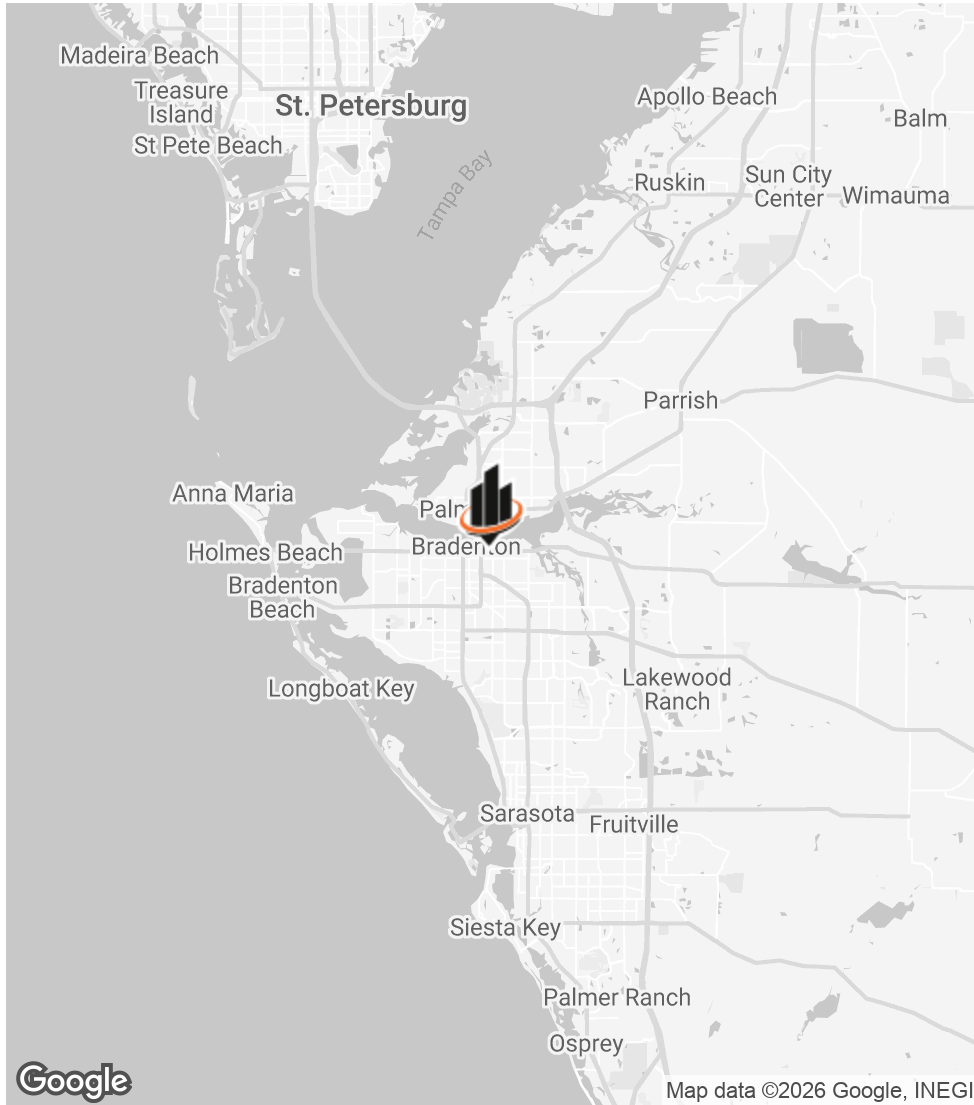 Madeira Beach
Treasure
Island
St. Petersburg
St Pete Beach
Apollo Beach
Balm
Tampa Bay
Ruskin
Sun City
Center
Wimauma
Parrish
Anna Maria
Holmes Beach
Bradenton
Bradenton
Beach
Longboat Key
Lakewood
Ranch
Sarasota
Fruitville
Siesta Key
Palmer Ranch
Osprey
Google
Map data ©2026 Google, INEGI